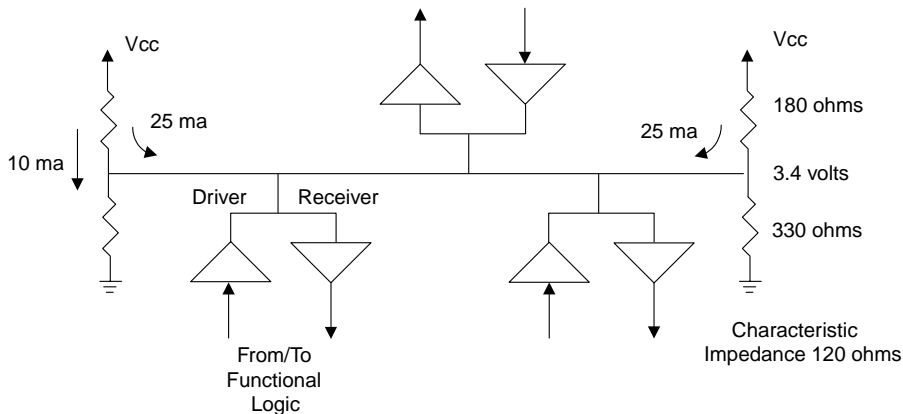 Vcc
Vcc
180 ohms
25 ma
25 ma
10 ma
3.4 volts
Driver
Receiver
330 ohms
Characteristic
Impedance 120 ohms
From/To
Functional
Logic